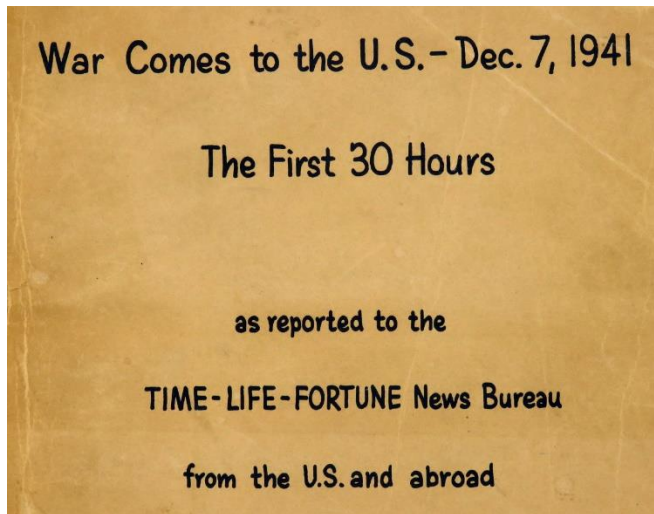 War Comes to the U.S. - Dec. 7, 1941
The First 30 Hours
as reported to the
TIME - LIFE - FORTUNE News Bureau
from the U.S. and abroad